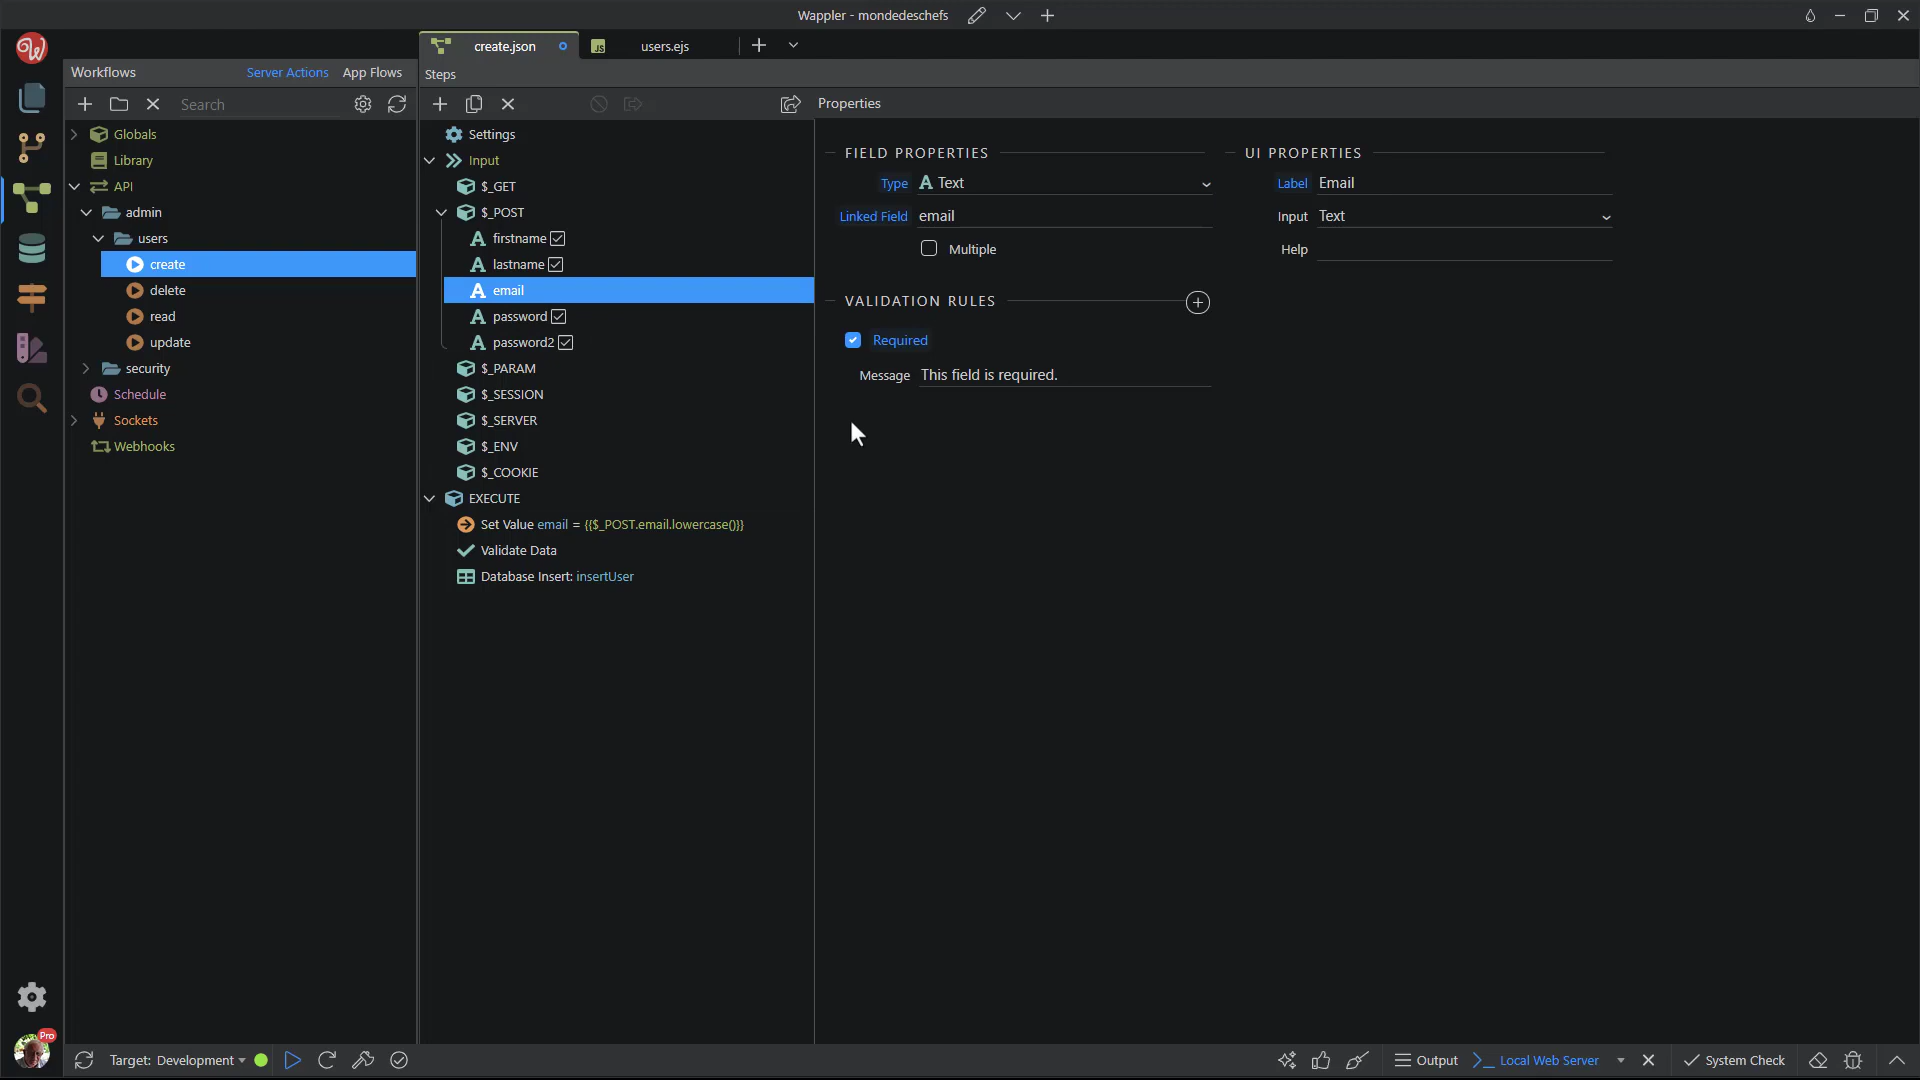 Wappler - mondedeschefs
create.json
users.ejs
Workflows
Server Actions
App Flows
Steps
Search
Properties
Globals
Library
API
admin
users
create
delete
read
update
security
Schedule
Sockets
Webhooks
Settings
Input
$_GET
$_POST
firstname
lastname
email
password
password2
$_PARAM
$_SESSION
$_SERVER
$_ENV
$_COOKIE
EXECUTE
Set Value email = {{$_POST.email.lowercase()}}
Validate Data
Database Insert: insertUser
FIELD PROPERTIES
Type Text
Linked Field email
Multiple
VALIDATION RULES
Required
Message This field is required.
UI PROPERTIES
Label Email
Input Text
Help
Pro
Target: Development
Output
Local Web Server
System Check